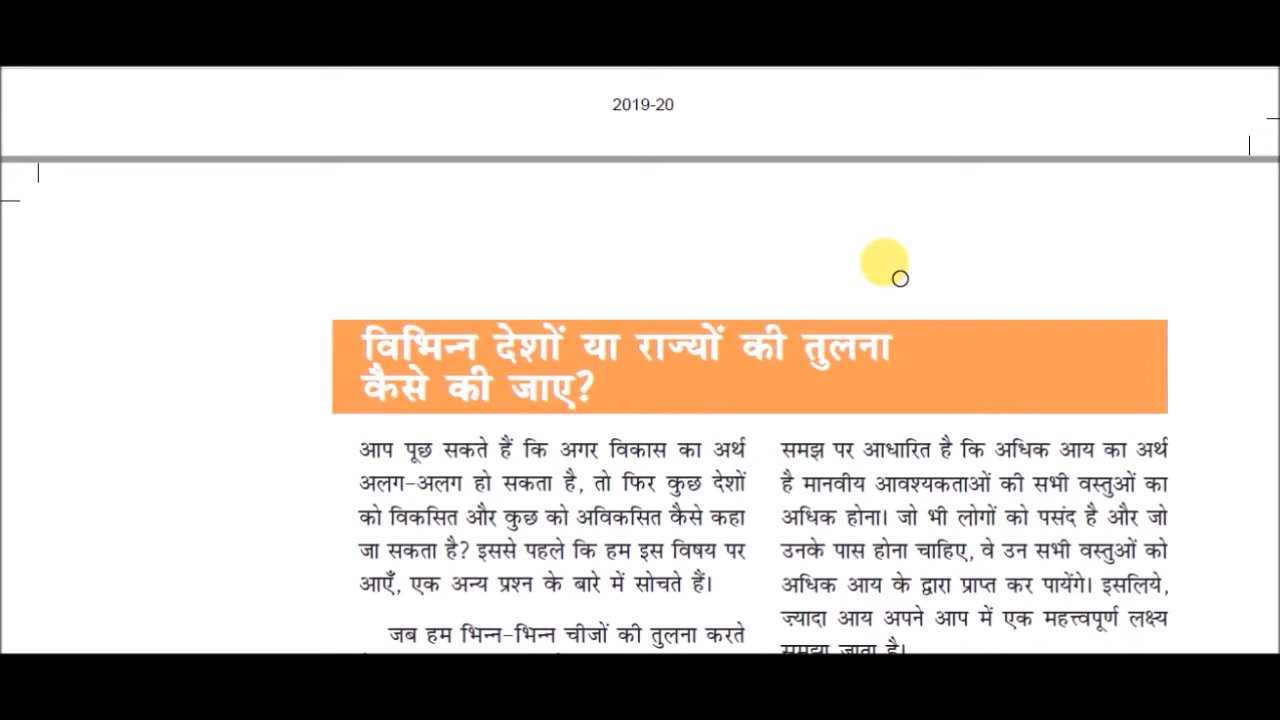 2019-20
विभिन्न देशों या राज्यों की तुलना
कैसे की जाए?
आप पूछ सकते हैं कि अगर विकास का अर्थ
अलग-अलग हो सकता है, तो फिर कुछ देशों
को विकसित और कुछ को अविकसित कैसे कहा
जा सकता है? इससे पहले कि हम इस विषय पर
आएँ, एक अन्य प्रश्न के बारे में सोचते हैं।
जब हम भिन्न-भिन्न चीजों की तुलना करते
समझ पर आधारित है कि अधिक आय का अर्थ
है मानवीय आवश्यकताओं की सभी वस्तुओं का
अधिक होना। जो भी लोगों को पसंद है और जो
उनके पास होना चाहिए, वे उन सभी वस्तुओं को
अधिक आय के द्वारा प्राप्त कर पायेंगे। इसलिये,
ज्यादा आय अपने आप में एक महत्त्वपूर्ण लक्ष्य
समझा जाता है।